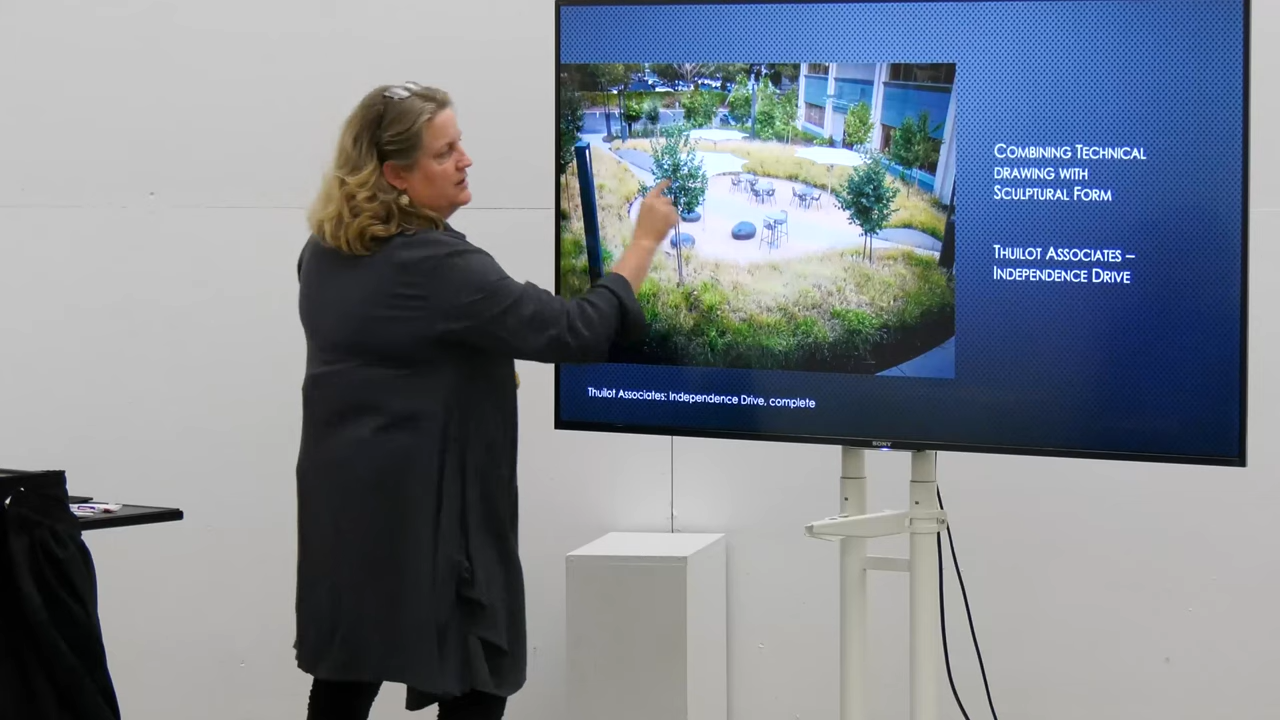 COMBINING TECHNICAL
DRAWING WITH
SCULPTURAL FORM
THUILOT ASSOCIATES –
INDEPENDENCE DRIVE
Thuilot Associates: Independence Drive, complete
SONY